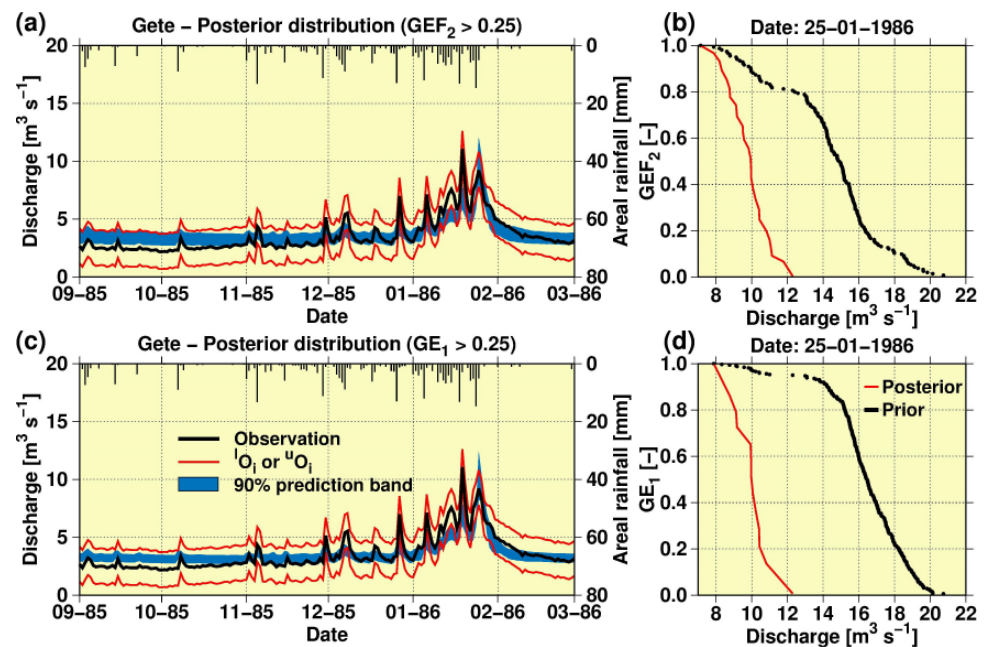 (a) Gete – Posterior distribution (GEF2 > 0.25)
20
15
10
5
0
Discharge [m³ s⁻¹]
0
20
40
60
80
Areal rainfall [mm]
09–85 10–85 11–85 12–85 01–86 02–86 03–86
Date
(b) Date: 25–01–1986
1.0
0.8
0.6
0.4
0.2
0.0
GEF2 [-]
8 10 12 14 16 18 20 22
Discharge [m³ s⁻¹]
(c) Gete – Posterior distribution (GE1 > 0.25)
20
15
10
5
0
Discharge [m³ s⁻¹]
Observation
lOi or uOi
90% prediction band
0
20
40
60
80
Areal rainfall [mm]
09–85 10–85 11–85 12–85 01–86 02–86 03–86
Date
(d) Date: 25–01–1986
1.0
0.8
0.6
0.4
0.2
0.0
GE1 [-]
Posterior
Prior
8 10 12 14 16 18 20 22
Discharge [m³ s⁻¹]